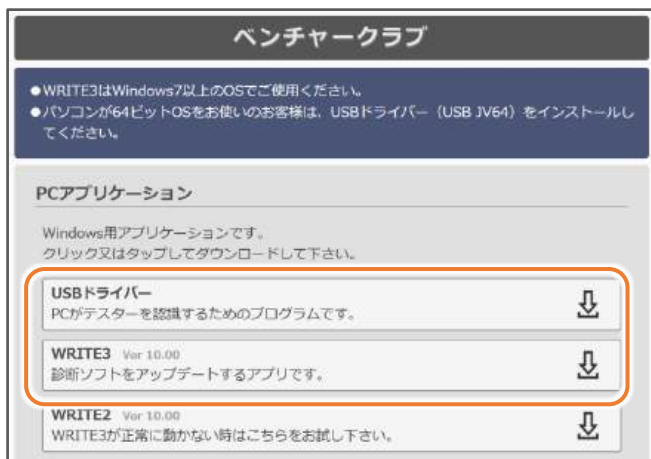 ベンチャークラブ
●WRITE3はWindows7以上のOSでご使用ください。
●パソコンが64ビットOSをお使いのお客様は、USBドライバー（USB JV64）をインストールし
てください。
PCアプリケーション
Windows用アプリケーションです。
クリック又はタップしてダウンロードして下さい。
USBドライバー
PCがテスターを認識するためのプログラムです。
WRITE3 Ver 10.00
診断ソフトをアップデートするアプリです。
WRITE2 Ver 10.00
WRITE3が正常に動かない時はこちらをお試し下さい。